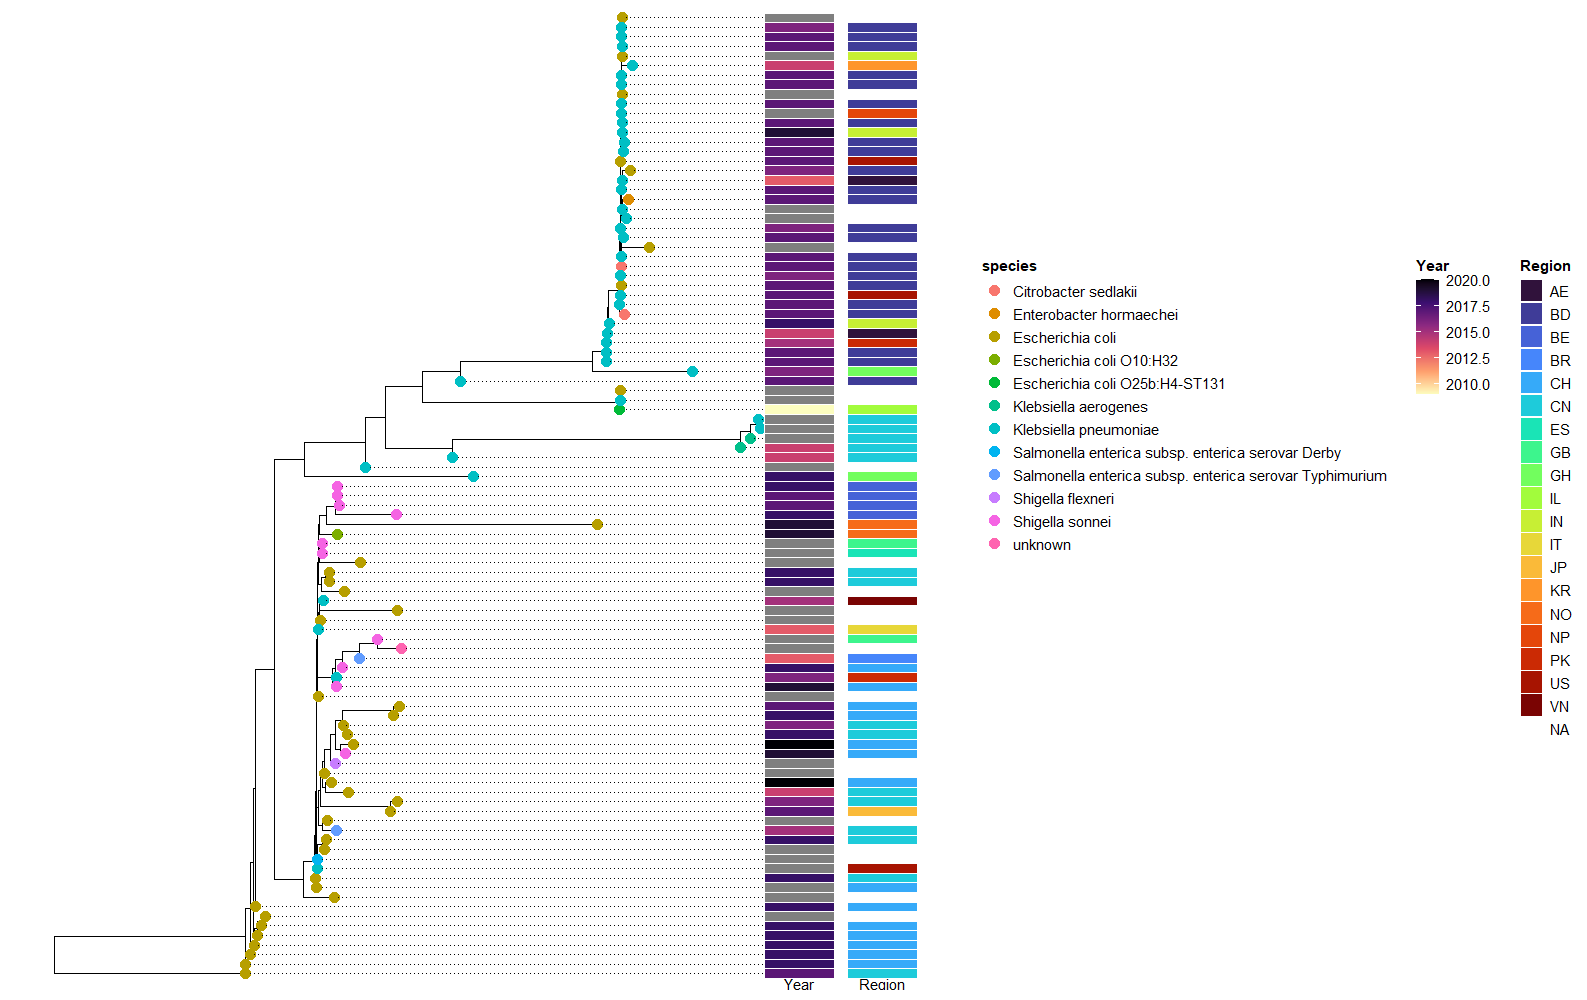 species
Citrobacter sedlakii
Enterobacter hormaechei
Escherichia coli
Escherichia coli O10:H32
Escherichia coli O25b:H4-ST131
Klebsiella aerogenes
Klebsiella pneumoniae
Salmonella enterica subsp. enterica serovar Derby
Salmonella enterica subsp. enterica serovar Typhimurium
Shigella flexneri
Shigella sonnei
unknown
Year
2020.0
2017.5
2015.0
2012.5
2010.0
Region
AE
BD
BE
BR
CH
CN
ES
GB
GH
IL
IN
IT
JP
KR
NO
NP
PK
US
VN
NA
Year
Region